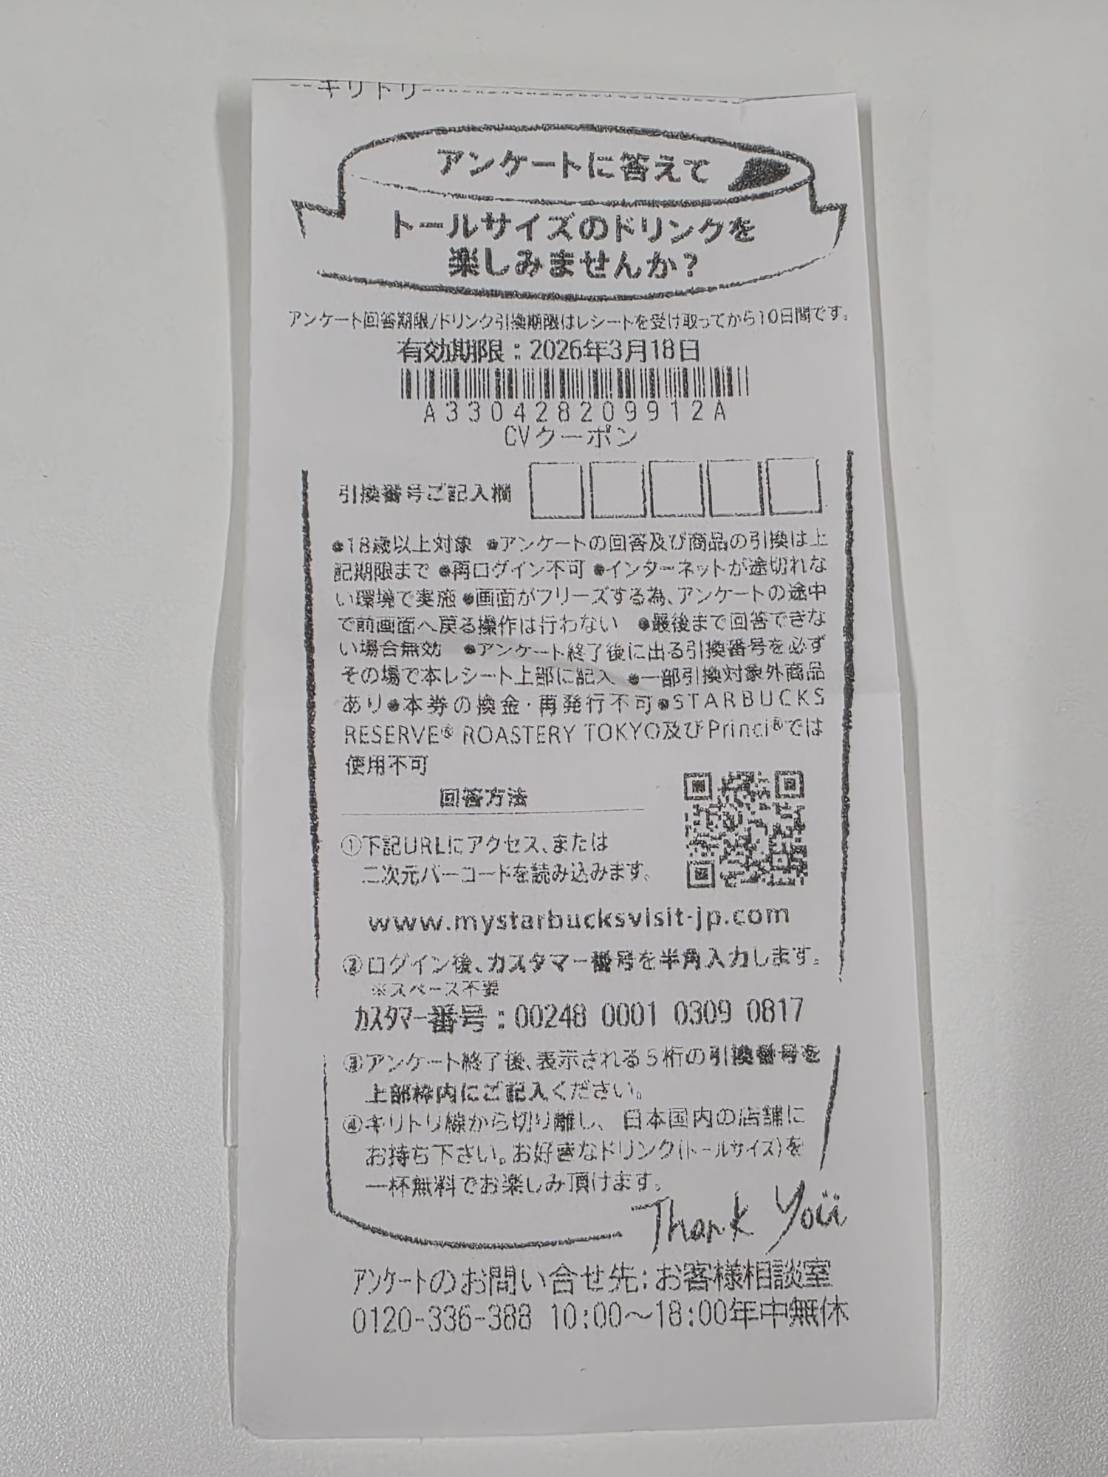 --キリトリ--
アンケートに答えて
トールサイズのドリンクを
楽しみませんか?
アンケート回答期限/ドリンク引換期限はレシートを受け取ってから10日間です。
有効期限:2026年3月18日
A330428209912A
CVクーポン
引換番号ご記入欄
●18歳以上対象 ●アンケートの回答及び商品の引換は上
記期限まで ●再ログイン不可 ●インターネットが途切れな
い環境で実施 ●画面がフリーズする為、アンケートの途中
で前画面へ戻る操作は行わない ●最後まで回答できな
い場合無効 ●アンケート終了後に出る引換番号を必ず
その場で本レシート上部に記入 ●一部引換対象外商品
あり●本券の換金・再発行不可●STARBUCKS
RESERVE® ROASTERY TOKYO及びPrinci®では
使用不可
回答方法
①下記URLにアクセス、または
二次元バーコードを読み込みます。
www.mystarbucksvisit-jp.com
②ログイン後、カスタマー番号を半角入力します。
※スペース不要
カスタマー番号:00248 0001 0309 0817
③アンケート終了後、表示される5桁の引換番号を
上部枠内にご記入ください。
④キリトリ線から切り離し、日本国内の店舗に
お持ち下さい。お好きなドリンク(トールサイズ)を
一杯無料でお楽しみ頂けます。
Thank You
アンケートのお問い合せ先:お客様相談室
0120-336-388 10:00～18:00年中無休